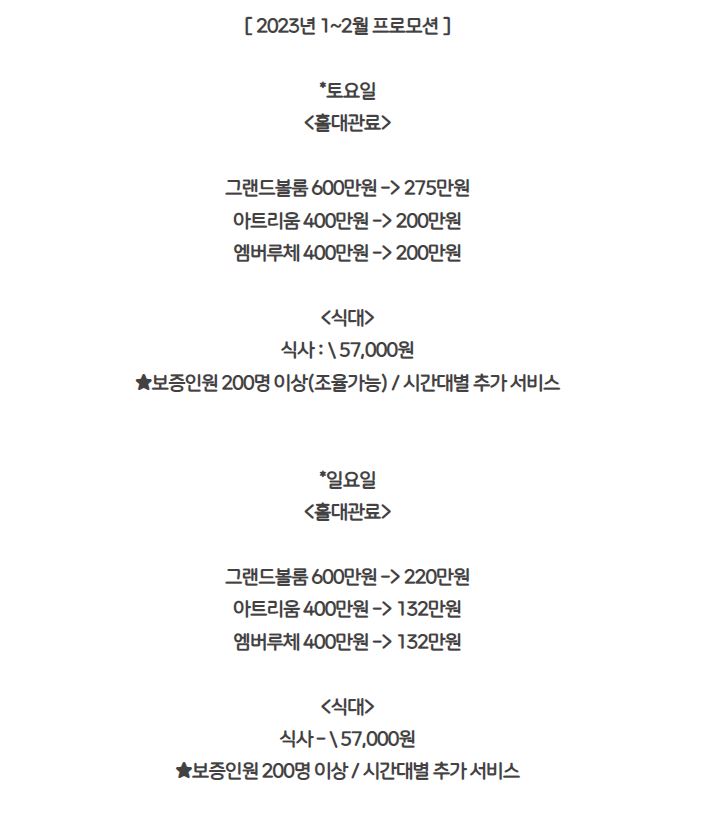 [ 2023년 1~2월 프로모션 ]
*토요일
<홀대관료>
그랜드볼룸 600만원 -> 275만원
아트리움 400만원 -> 200만원
엠버루체 400만원 -> 200만원
<식대>
식사 : \ 57,000원
★보증인원 200명 이상(조율가능) / 시간대별 추가 서비스
*일요일
<홀대관료>
그랜드볼룸 600만원 -> 220만원
아트리움 400만원 -> 132만원
엠버루체 400만원 -> 132만원
<식대>
식사 - \ 57,000원
★보증인원 200명 이상 / 시간대별 추가 서비스